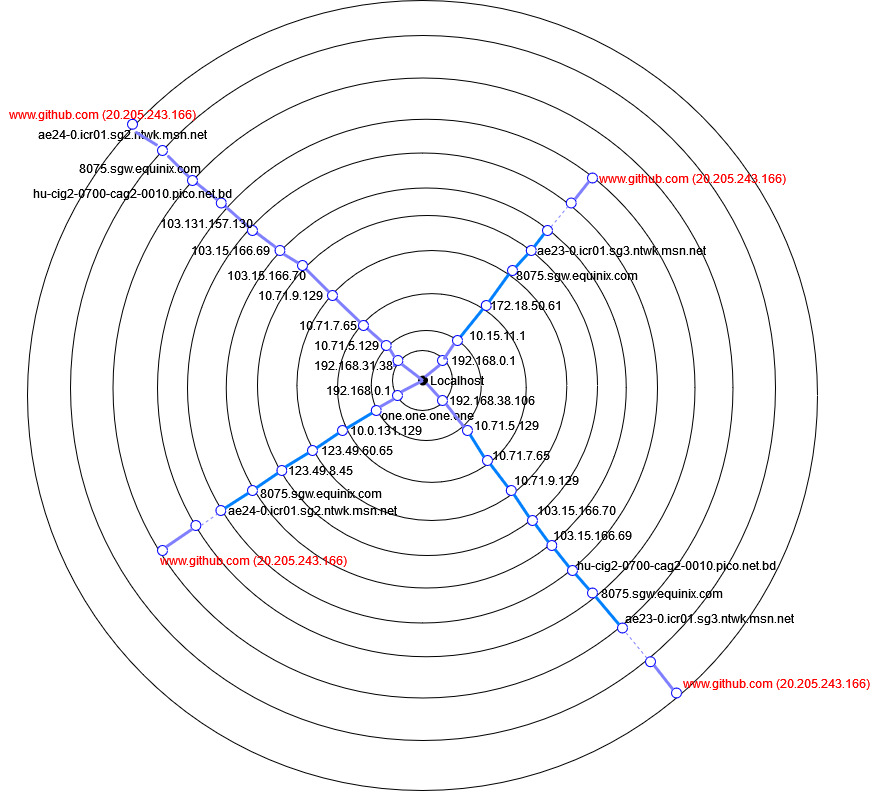 www.github.com (20.205.243.166)
ae24-0.icr01.sg2.ntwk.msn.net
8075.sgw.equinix.com
hu-cig2-0700-cag2-0010.pico.net.bd
103.131.157.130
103.15.166.69
103.15.166.70
10.71.9.129
10.71.7.65
10.71.5.129
192.168.31.38
www.github.com (20.205.243.166)
ae23-0.icr01.sg3.ntwk.msn.net
8075.sgw.equinix.com
172.18.50.61
10.15.11.1
192.168.0.1
Localhost
192.168.0.1
one.one.one.one
10.0.131.129
123.49.60.65
123.49.8.45
8075.sgw.equinix.com
ae24-0.icr01.sg2.ntwk.msn.net
www.github.com (20.205.243.166)
192.168.38.106
10.71.5.129
10.71.7.65
10.71.9.129
103.15.166.70
103.15.166.69
hu-cig2-0700-cag2-0010.pico.net.bd
8075.sgw.equinix.com
ae23-0.icr01.sg3.ntwk.msn.net
www.github.com (20.205.243.166)